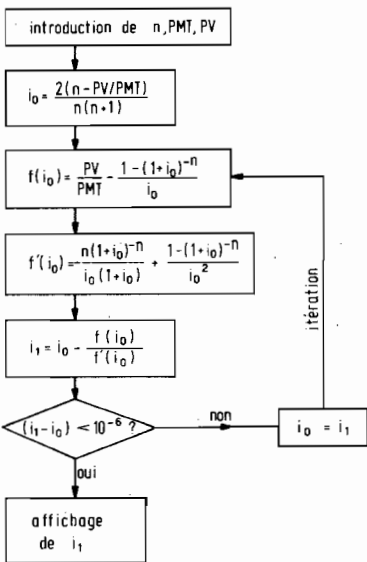 introduction de n,PMT,PV
i₀=2(n-PV/PMT)/n(n+1)
f(i₀)=PV/PMT-1-(1+i₀)⁻ⁿ/i₀
f'(i₀)=-n(1+i₀)⁻ⁿ/i₀(1+i₀)+1-(1+i₀)⁻ⁿ/i₀²
i₁=i₀-f(i₀)/f'(i₀)
(i₁-i₀)<10⁻⁶?
non
i₀=i₁
itération
oui
affichage
de i₁